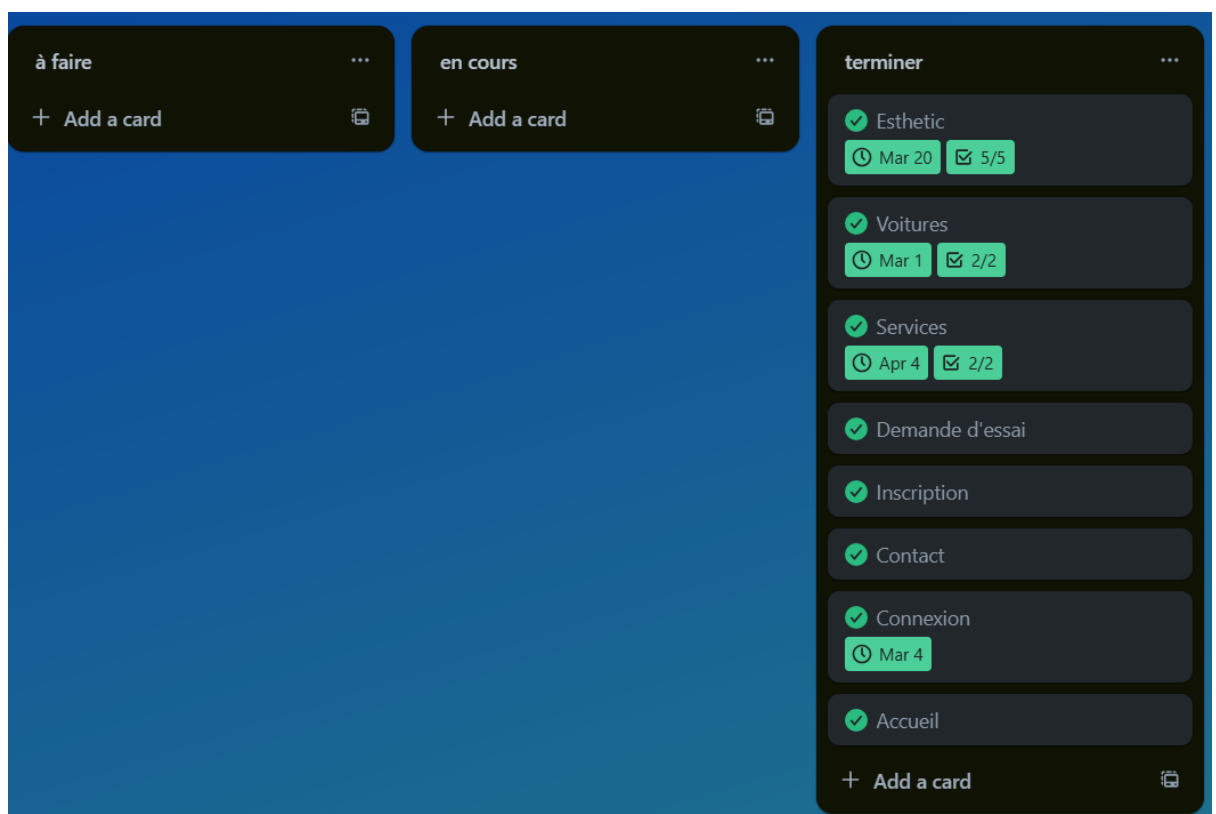 à faire
Add a card
en cours
Add a card
terminer
Esthetic
Mar 20 5/5
Voitures
Mar 1 2/2
Services
Apr 4 2/2
Demande d'essai
Inscription
Contact
Connexion
Mar 4
Accueil
Add a card